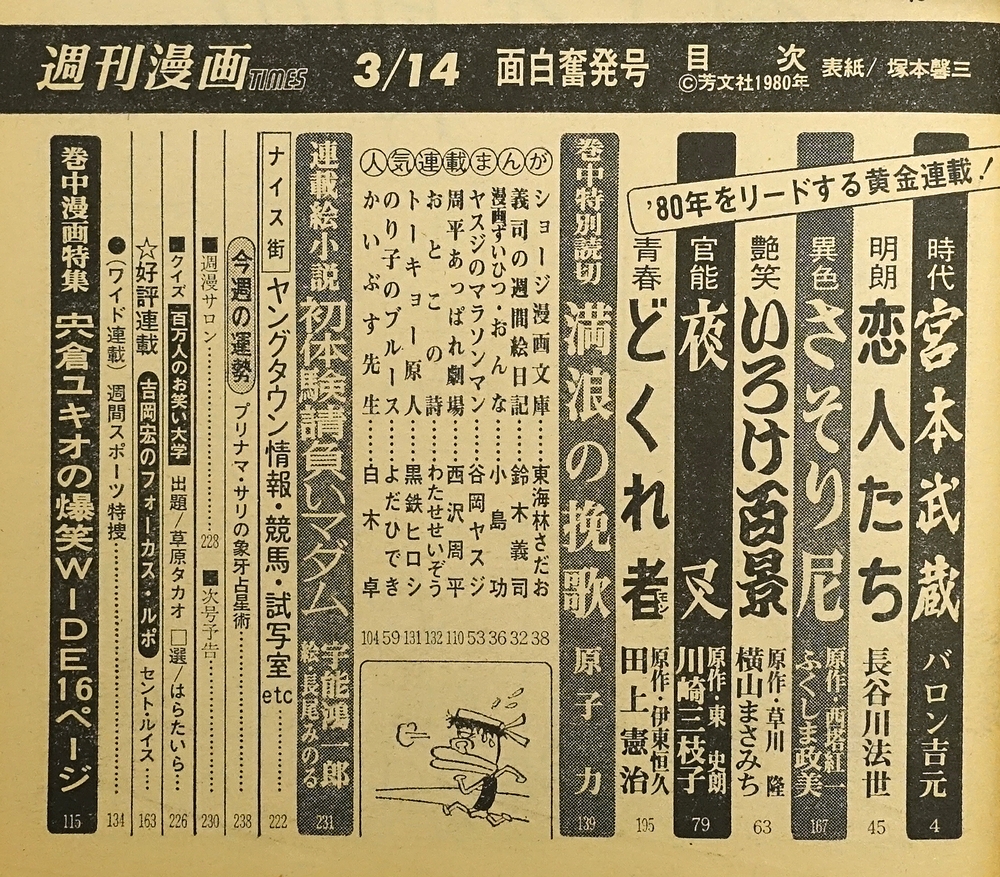 週刊漫画TIMES 3/14 面白奮発号 目次 ©芳文社1980年 表紙/塚本馨三
'80年をリードする黄金連載!
時代 宮本武蔵 バロン吉元 4
明朗 恋人たち 長谷川法世 45
異色 さそり尼 原作・西塔紅一 ふくしま政美 167
艶笑 いろけ百景 原作・草川隆 横山まさみち 63
官能 夜叉 原作・東史朗 川崎三枝子 79
青春 どくれ者 モン 原作・伊東恒久 田上憲治 195
巻中特別読切 満浪の挽歌 原子力 139
人気連載まんが
ショージ漫画文庫……東海林さだお 38
義司の週間絵日記……鈴木義司 32
漫画ずいひつ・おんな……小島功 36
ヤスジのマラソンマン……谷岡ヤスジ 53
周平あっぱれ劇場……西沢周平 110
おとこの詩……わたせせいぞう 132
トーキョー原人……黒鉄ヒロシ 131
のり子のブルース……よだひでき 59
かいぶす先生……白木卓 104
連載絵小説 初体験請負いマダム 宇能鴻一郎 絵・長尾みのる 231
ナイス街 ヤングタウン情報・競馬・試写室etc…… 222
今週の運勢 プリナマ・サリの象牙占星術…… 238
■週漫サロン…… 228 ■次号予告…… 230
■クイズ 百万人のお笑い大学 出題/草原タカオ □選/はらたいら…… 226
☆好評連載 吉岡宏のフォーカス・ルポ セントルイス…… 163
●(ワイド連載) 週間スポーツ特捜…… 134
巻中漫画特集 宍倉ユキオの爆笑WIDE16ページ 115